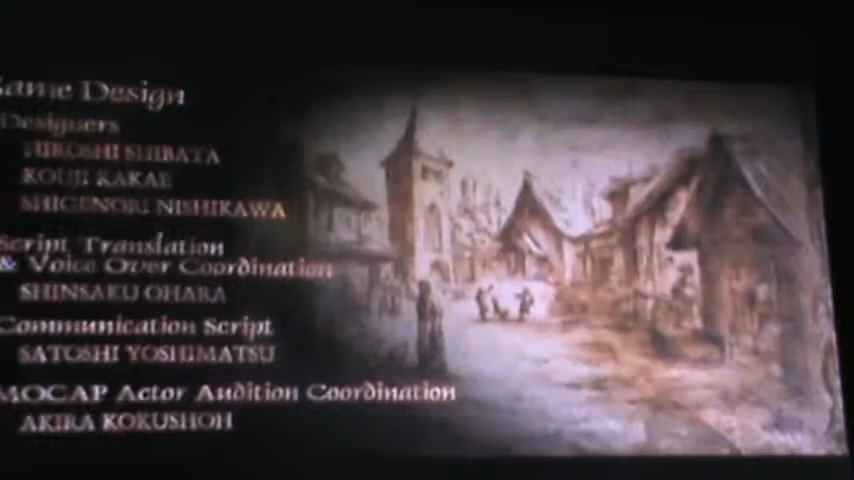 Game Design
Designers
HIROSHI SHIBATA
KOUJI KAKAE
SHIGENORI NISHIKAWA
Script Translation
& Voice Over Coordination
SHINSAKU OHARA
Communication Script
SATOSHI YOSHIMATSU
MOCAP Actor Audition Coordination
AKIRA KOKUSHOH